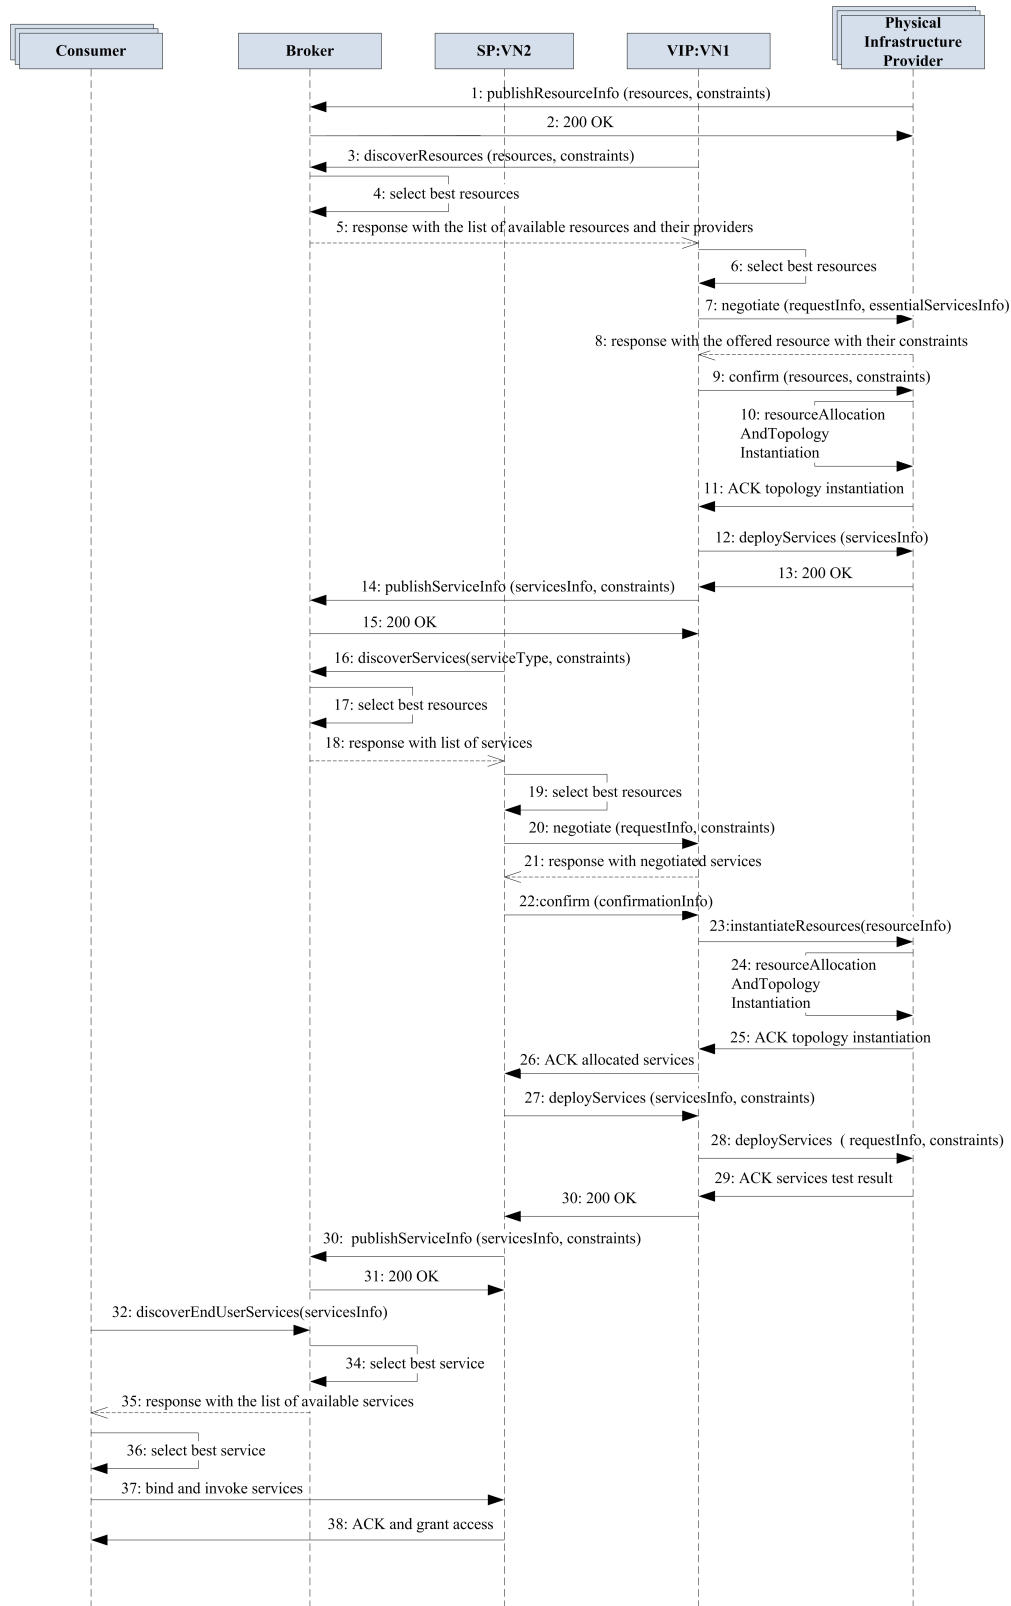 Consumer
Broker
SP:VN2
VIP:VN1
Physical
Infrastructure
Provider
1: publishResourceInfo (resources, constraints)
2: 200 OK
3: discoverResources (resources, constraints)
4: select best resources
5: response with the list of available resources and their providers
6: select best resources
7: negotiate (requestInfo, essentialServicesInfo)
8: response with the offered resource with their constraints
9: confirm (resources, constraints)
10: resourceAllocation
AndTopology
Instantiation
11: ACK topology instantiation
12: deployServices (servicesInfo)
13: 200 OK
14: publishServiceInfo (servicesInfo, constraints)
15: 200 OK
16: discoverServices(serviceType, constraints)
17: select best resources
18: response with list of services
19: select best resources
20: negotiate (requestInfo, constraints)
21: response with negotiated services
22:confirm (confirmationInfo)
23:instantiateResources(resourceInfo)
24: resourceAllocation
AndTopology
Instantiation
25: ACK topology instantiation
26: ACK allocated services
27: deployServices (servicesInfo, constraints)
28: deployServices ( requestInfo, constraints)
29: ACK services test result
30: 200 OK
30: publishServiceInfo (servicesInfo, constraints)
31: 200 OK
32: discoverEndUserServices(servicesInfo)
34: select best service
35: response with the list of available services
36: select best service
37: bind and invoke services
38: ACK and grant access